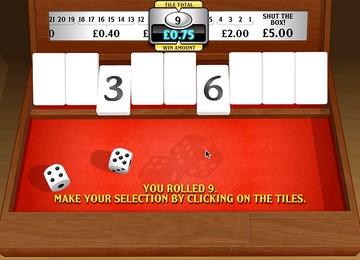 TILE TOTAL
9
21 20 19 18 17 16 15 14 13 12 11 10
4 3 2 1
SHUT THE BOX!
£0.40
£0.75
£2.00
£5.00
WIN AMOUNT
3
6
YOU ROLLED 9.
MAKE YOUR SELECTION BY CLICKING ON THE TILES.